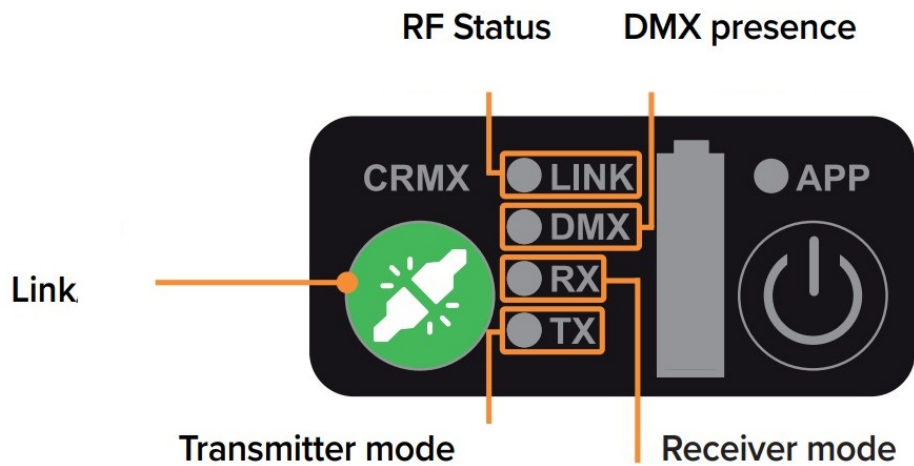 RF Status
DMX presence
CRMX
LINK
APP
DMX
Link
RX
TX
Transmitter mode
Receiver mode